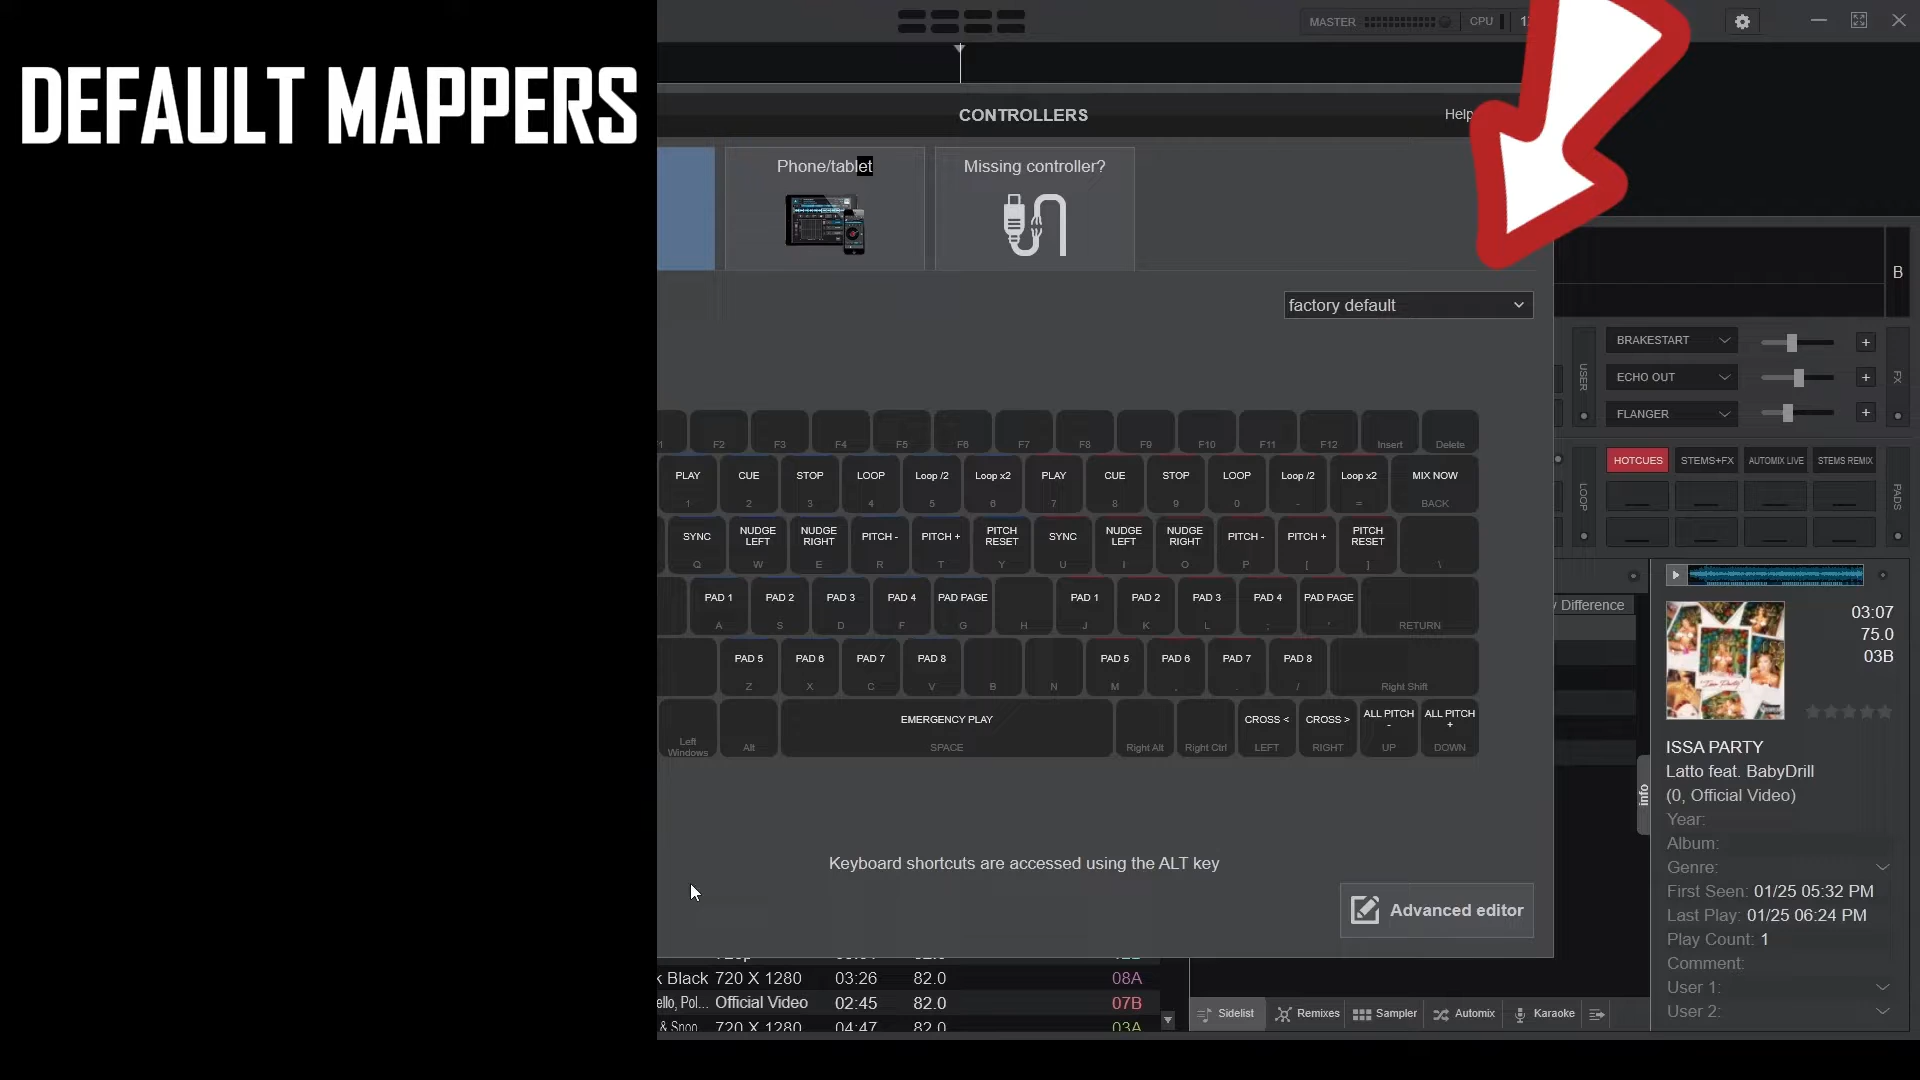 DEFAULT MAPPERS
MASTER
CPU
CONTROLLERS
Help
Phone/tablet
Missing controller?
factory default
B
BRAKESTART
ECHO OUT
FLANGER
USER
FX
F2 F3 F4 F5 F6 F7 F8 F9 F10 F11 F12 Insert Delete
PLAY CUE STOP LOOP Loop /2 Loop x2 PLAY CUE STOP LOOP Loop /2 Loop x2 MIX NOW
1 2 3 4 5 6 7 8 9 0 - = BACK
SYNC NUDGE LEFT NUDGE RIGHT PITCH - PITCH + PITCH RESET SYNC NUDGE LEFT NUDGE RIGHT PITCH - PITCH + PITCH RESET
Q W E R T Y U I O P [ ] \
PAD 1 PAD 2 PAD 3 PAD 4 PAD PAGE PAD 1 PAD 2 PAD 3 PAD 4 PAD PAGE
A S D F G H J K L ; ' RETURN
PAD 5 PAD 6 PAD 7 PAD 8 PAD 5 PAD 6 PAD 7 PAD 8
Z X C V B N M , . / Right Shift
EMERGENCY PLAY CROSS < CROSS > ALL PITCH - ALL PITCH +
Left Windows Alt SPACE Right Alt Right Ctrl LEFT RIGHT UP DOWN
HOTCUES STEMS+FX AUTOMIX LIVE STEMS REMIX
LOOP
PADS
Difference
03:07
75.0
03B
ISSA PARTY
Latto feat. BabyDrill
(0, Official Video)
Year:
Album:
Genre:
First Seen: 01/25 05:32 PM
Last Play: 01/25 06:24 PM
Play Count: 1
Comment:
User 1:
User 2:
info
Keyboard shortcuts are accessed using the ALT key
Advanced editor
k Black 720 X 1280 03:26 82.0 08A
ello, Pol... Official Video 02:45 82.0 07B
& Snoo 720 X 1280 04:47 82.0 03A
Sidelist Remixes Sampler Automix Karaoke